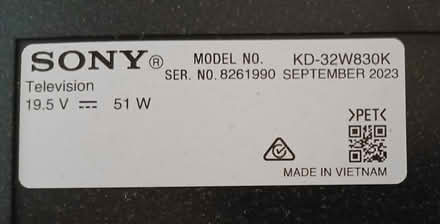 SONY® MODEL NO. KD-32W830K
SER. NO. 8261990 SEPTEMBER 2023
Television
19.5 V ⎓ 51 W
>PET<
MADE IN VIETNAM